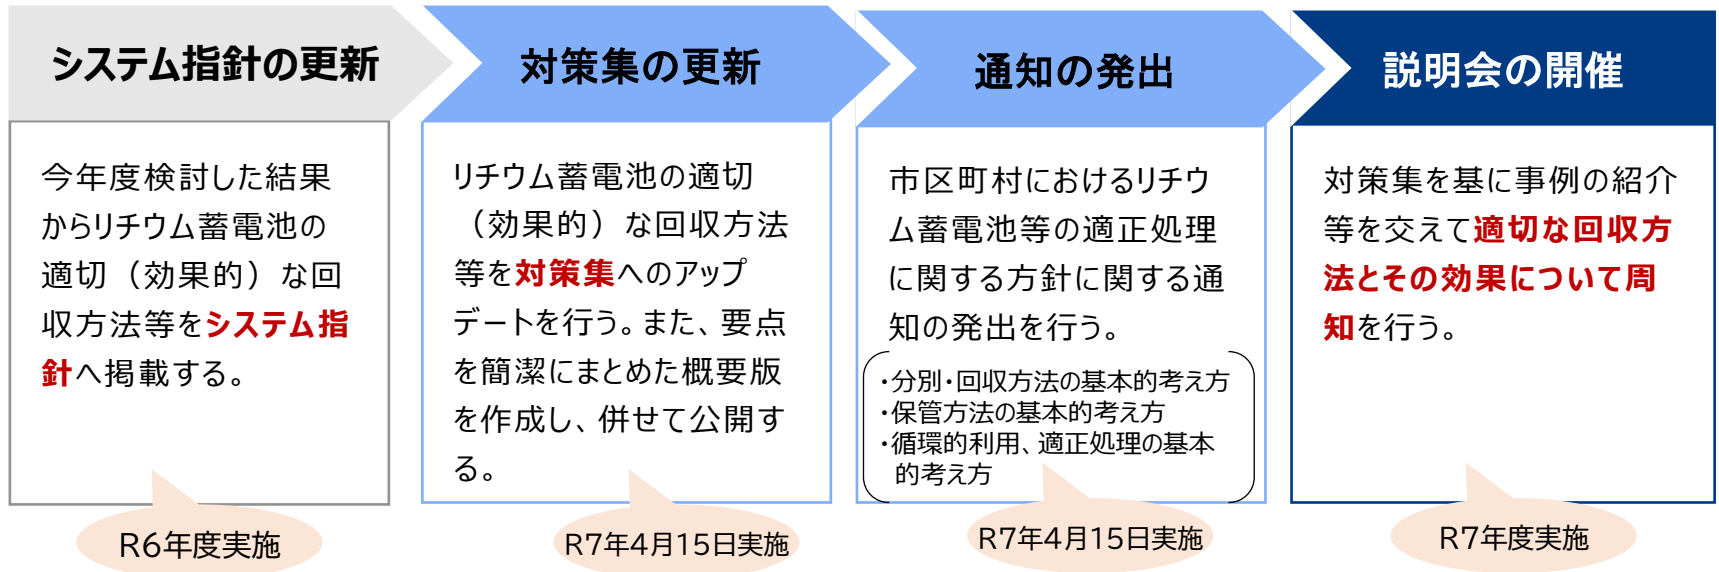 システム指針の更新
今年度検討した結果
からリチウム蓄電池の
適切（効果的）な回
収方法等をシステム指
針へ掲載する。
R6年度実施
対策集の更新
リチウム蓄電池の適切
（効果的）な回収方法
等を対策集へのアップ
デートを行う。また、要点
を簡潔にまとめた概要版
を作成し、併せて公開す
る。
R7年4月15日実施
通知の発出
市区町村におけるリチウ
ム蓄電池等の適正処理
に関する方針に関する通
知の発出を行う。
・分別・回収方法の基本的考え方
・保管方法の基本的考え方
・循環的利用、適正処理の基本
的考え方
R7年4月15日実施
説明会の開催
対策集を基に事例の紹介
等を交えて適切な回収方
法とその効果について周
知を行う。
R7年度実施